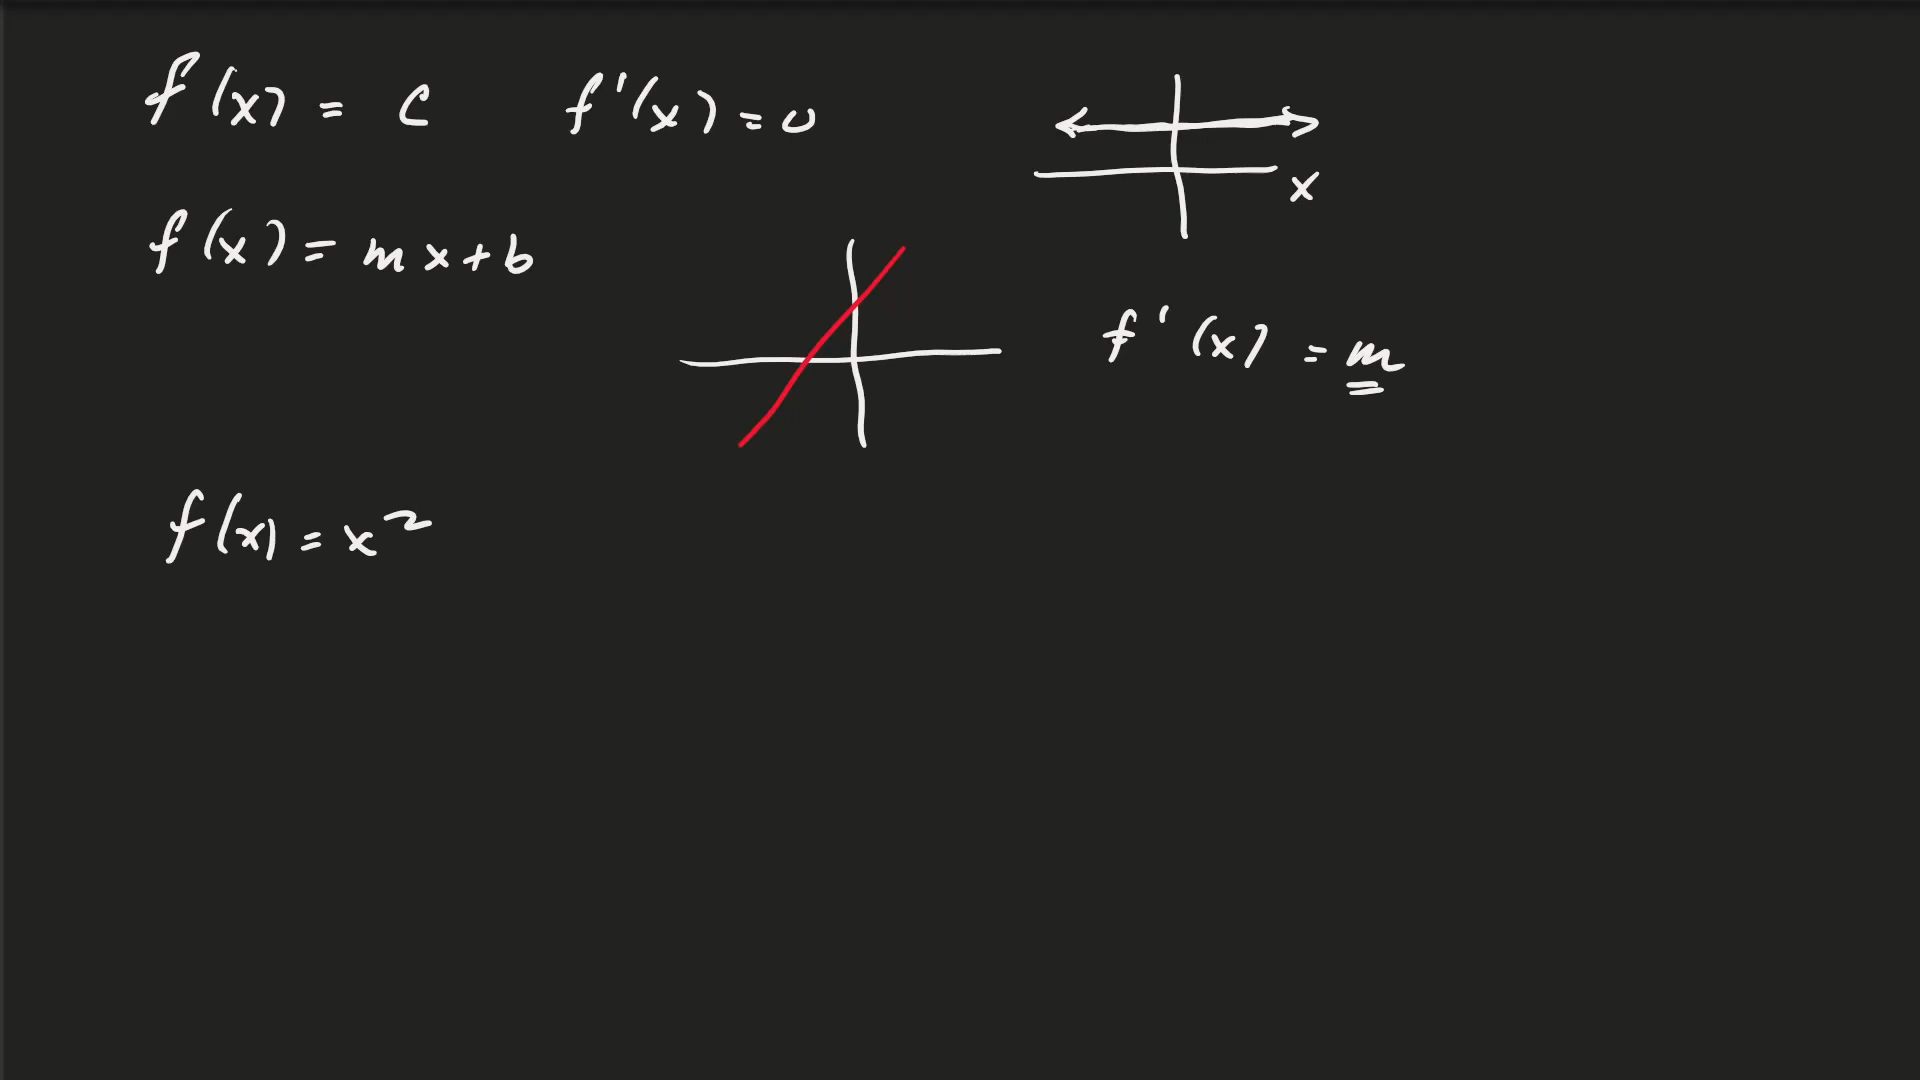 f(x) = c f'(x) = 0
x
f(x) = mx + b
f'(x) = m
f(x) = x²